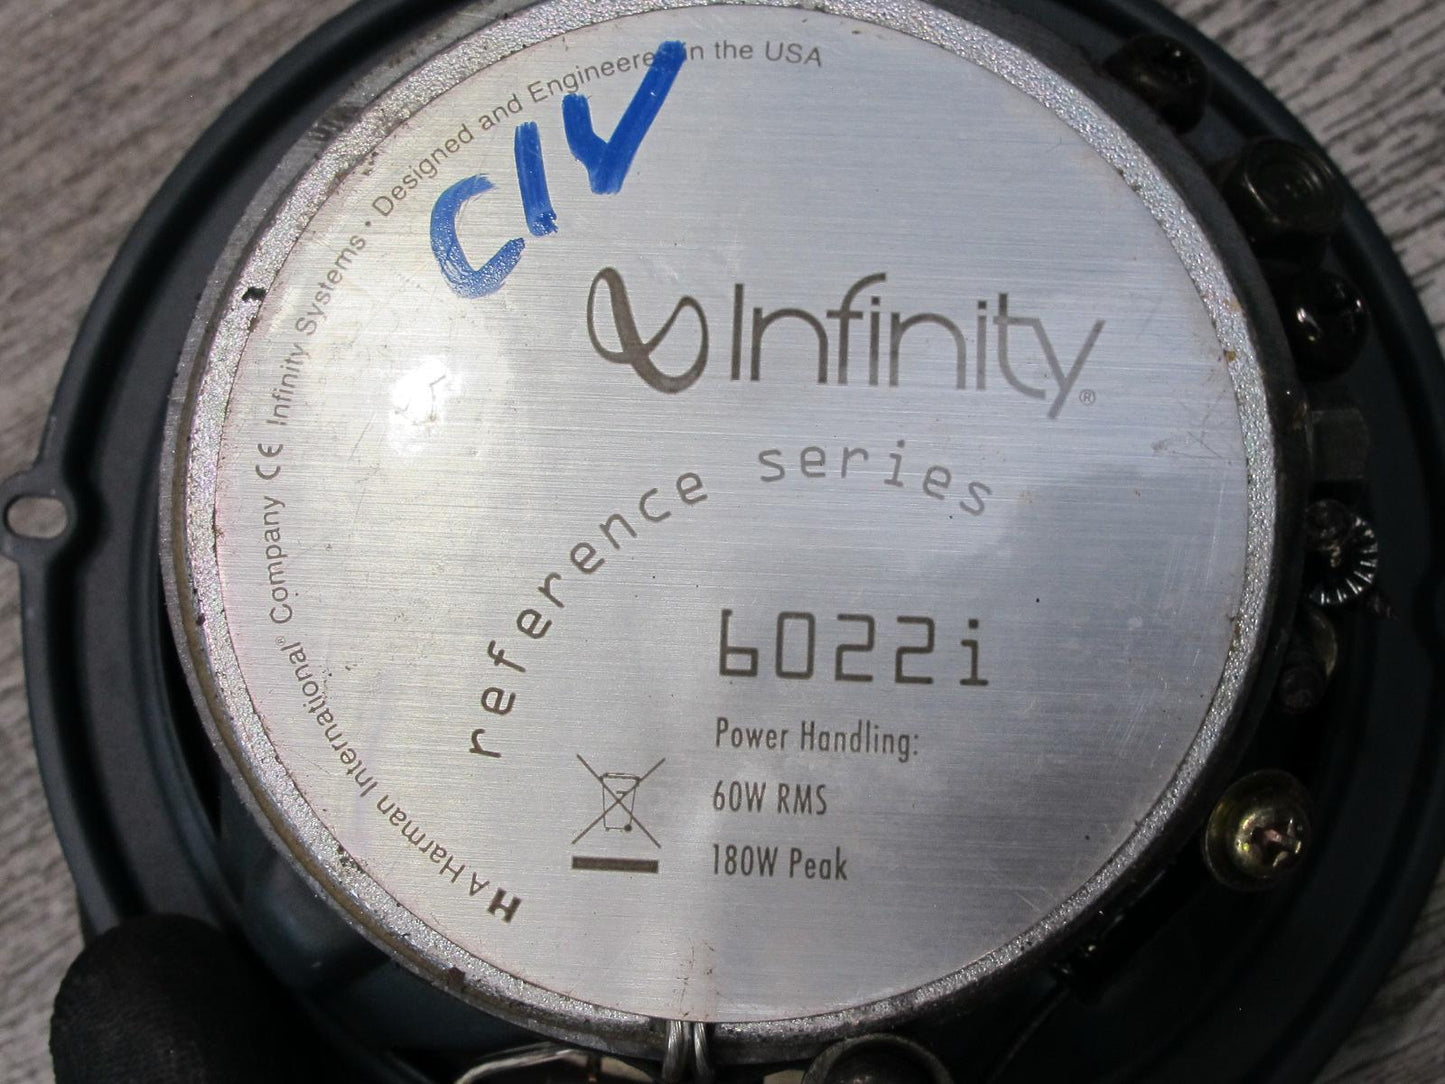 H A Harman International® Company CE Infinity Systems • Designed and Engineered in the USA
CIV
Infinity®
reference series
6022i
Power Handling:
60W RMS
180W Peak